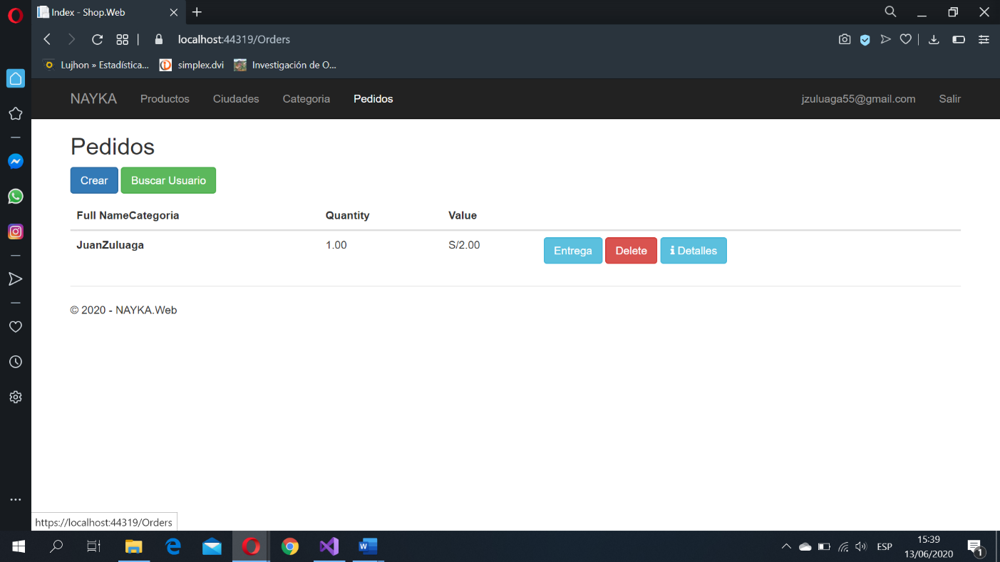 Index - Shop.Web
localhost:44319/Orders
Lujhon » Estadística... simplex.dvi Investigación de O...
NAYKA Productos Ciudades Categoria Pedidos jzuluaga55@gmail.com Salir
Pedidos
Crear Buscar Usuario
Full NameCategoria Quantity Value
JuanZuluaga 1.00 S/2.00 Entrega Delete Detalles
© 2020 - NAYKA.Web
https://localhost:44319/Orders
ESP 15:39
13/06/2020 1